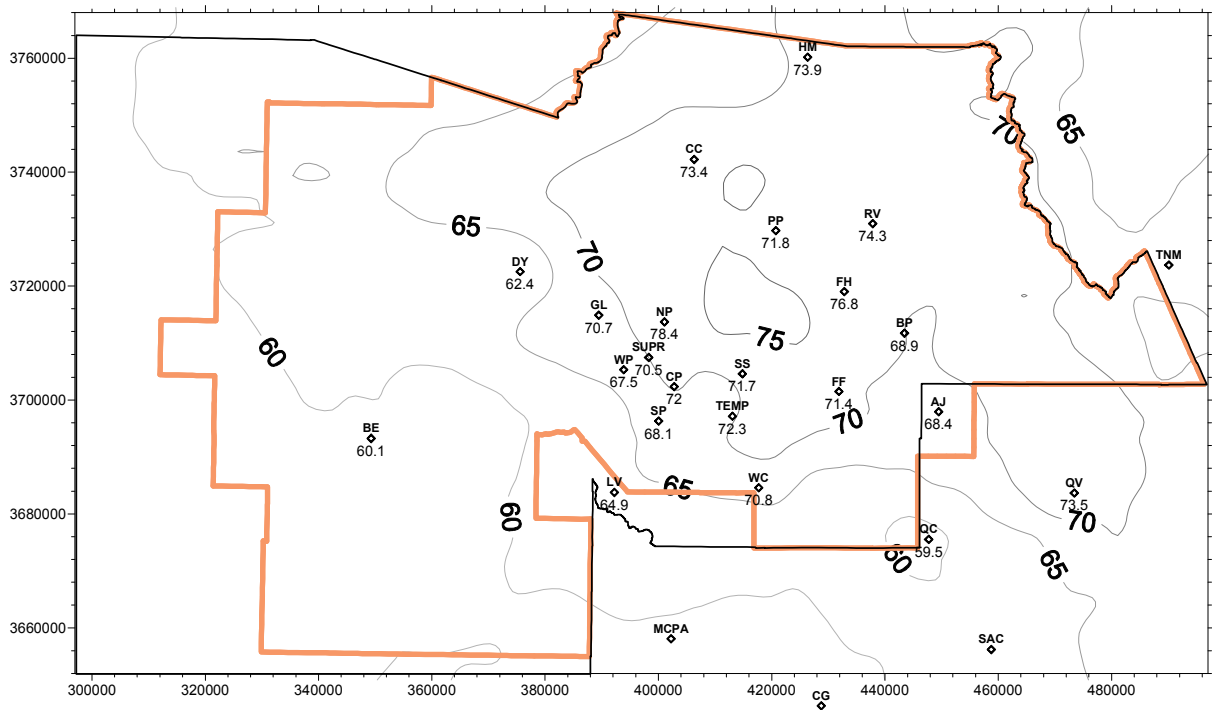 3760000
HM
73.9
70
65
CC
73.4
3740000
65
70
PP
71.8
RV
74.3
TNM
DY
62.4
FH
76.8
3720000
GL
70.7
NP
78.4
75
BP
68.9
60
SUPR
70.5
WP
67.5
CP
72
SS
71.7
FF
71.4
3700000
SP
68.1
TEMP
72.3
70
AJ
68.4
BE
60.1
LV
64.9
65
WC
70.8
QV
73.5
3680000
60
70
QC
59.5
60
65
3660000
MCPA
SAC
300000 320000 340000 360000 380000 400000 420000 440000 460000 480000
CG